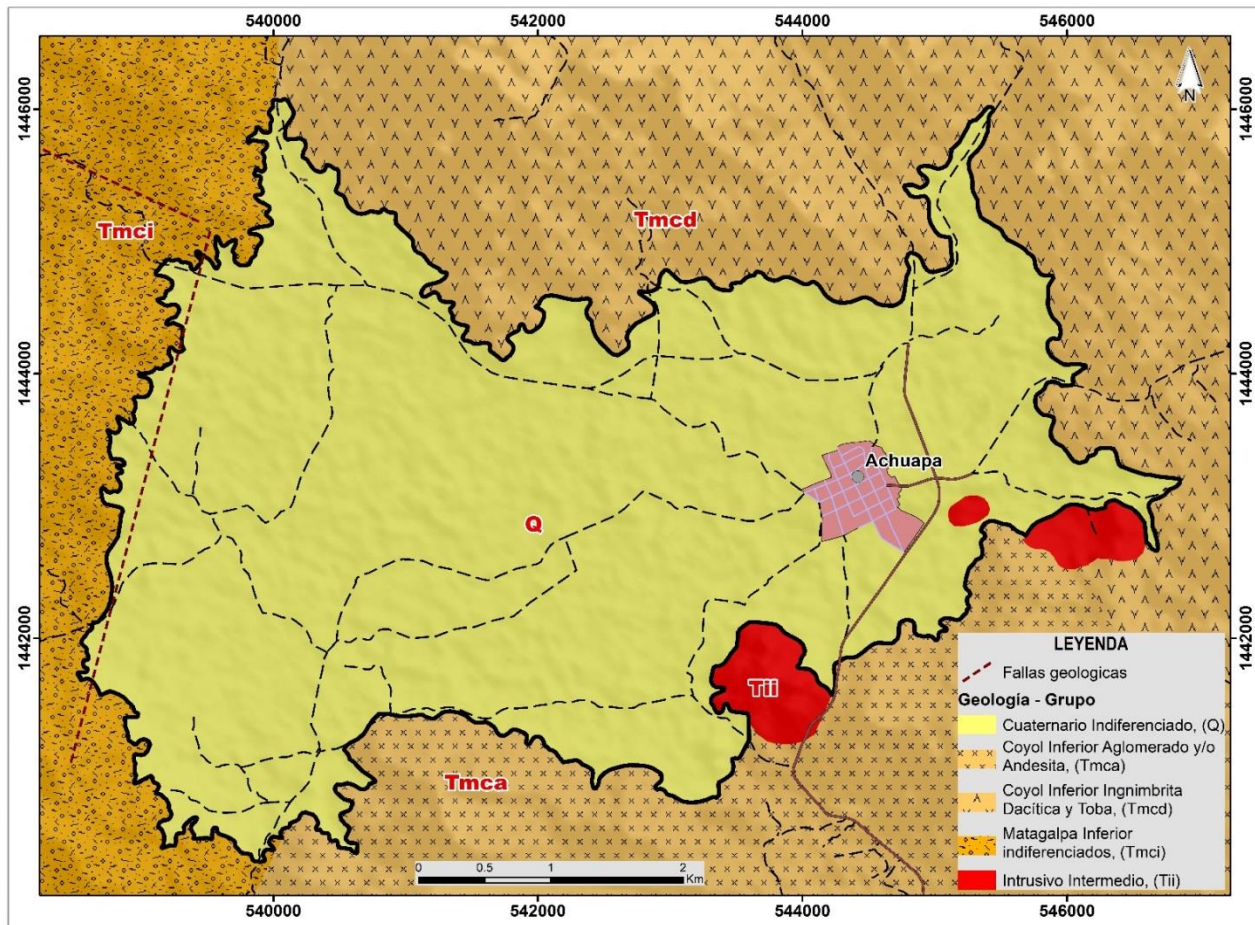 540000 542000 544000 546000
1446000 1446000
N
Tmci
Tmcd
1444000 1444000
Achuapa
Q
1442000 1442000
Tii
Tmca
LEYENDA
Fallas geologicas
Geología - Grupo
Cuaternario Indiferenciado, (Q)
Coyol Inferior Aglomerado y/o
Andesita, (Tmca)
Coyol Inferior Ingnimbrita
Dacítica y Toba, (Tmcd)
Matagalpa Inferior
indiferenciados, (Tmci)
Intrusivo Intermedio, (Tii)
0 0.5 1 2
Km
540000 542000 544000 546000